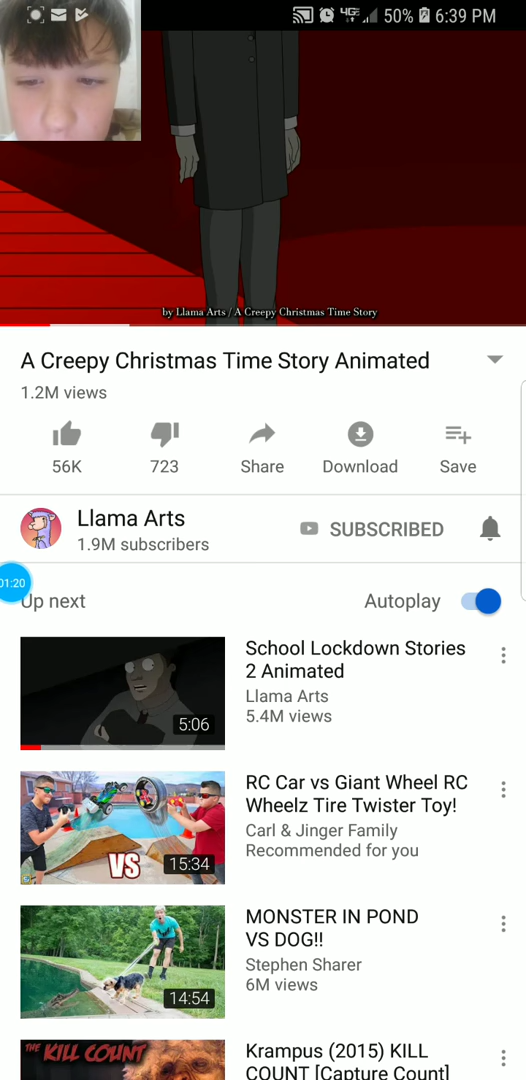 4GE 50% 6:39 PM
by Llama Arts / A Creepy Christmas Time Story
A Creepy Christmas Time Story Animated
1.2M views
56K 723 Share Download Save
Llama Arts
1.9M subscribers
SUBSCRIBED
01:20
Up next
Autoplay
School Lockdown Stories
2 Animated
Llama Arts
5.4M views
5:06
RC Car vs Giant Wheel RC
Wheelz Tire Twister Toy!
Carl & Jinger Family
Recommended for you
VS
15:34
MONSTER IN POND
VS DOG!!
Stephen Sharer
6M views
14:54
THE KILL COUNT
Krampus (2015) KILL
COUNT [Capture Count]